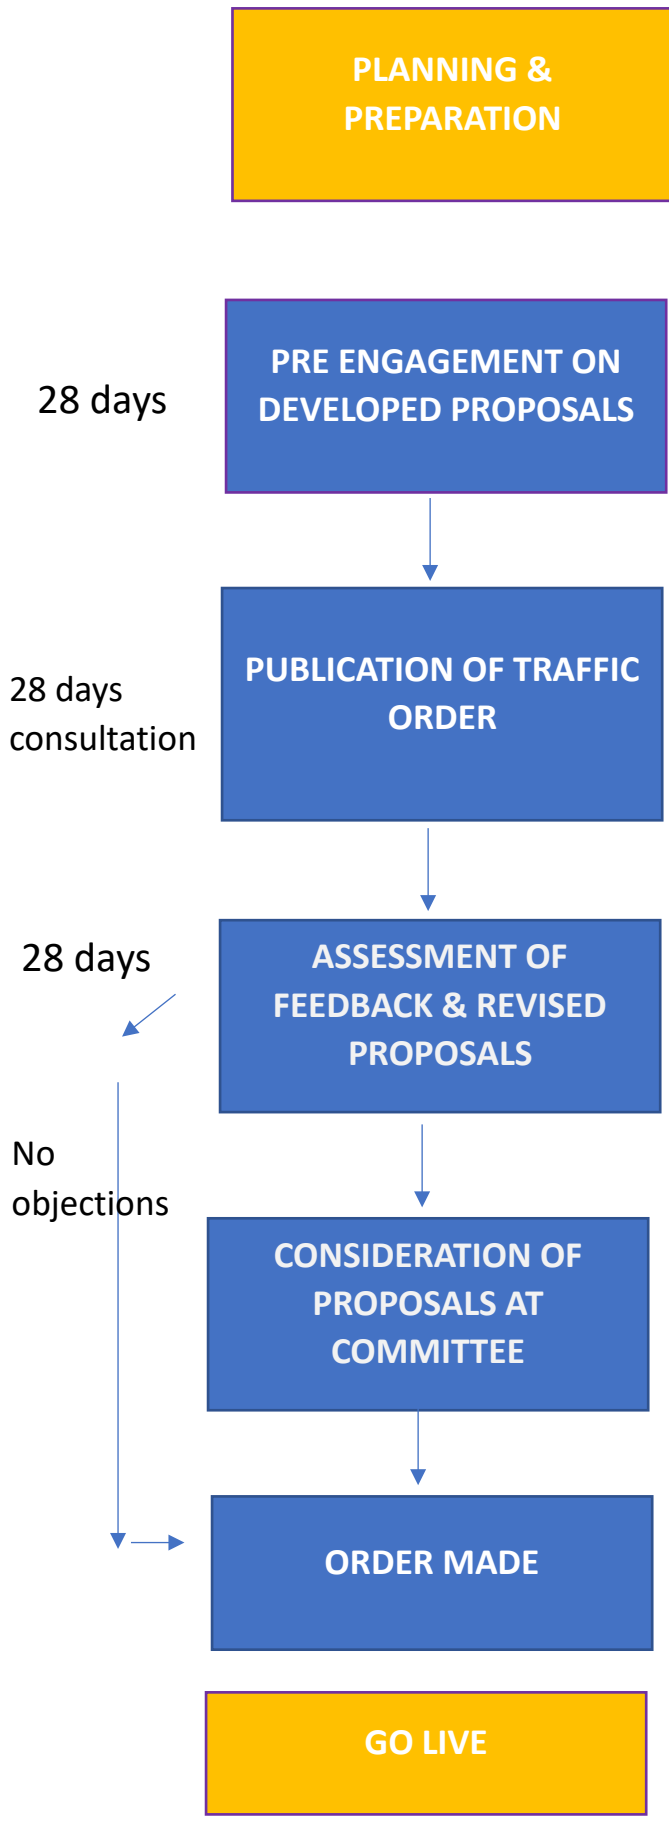 PLANNING &
PREPARATION
28 days
PRE ENGAGEMENT ON
DEVELOPED PROPOSALS
28 days
consultation
PUBLICATION OF TRAFFIC
ORDER
28 days
ASSESSMENT OF
FEEDBACK & REVISED
PROPOSALS
No
objections
CONSIDERATION OF
PROPOSALS AT
COMMITTEE
ORDER MADE
GO LIVE